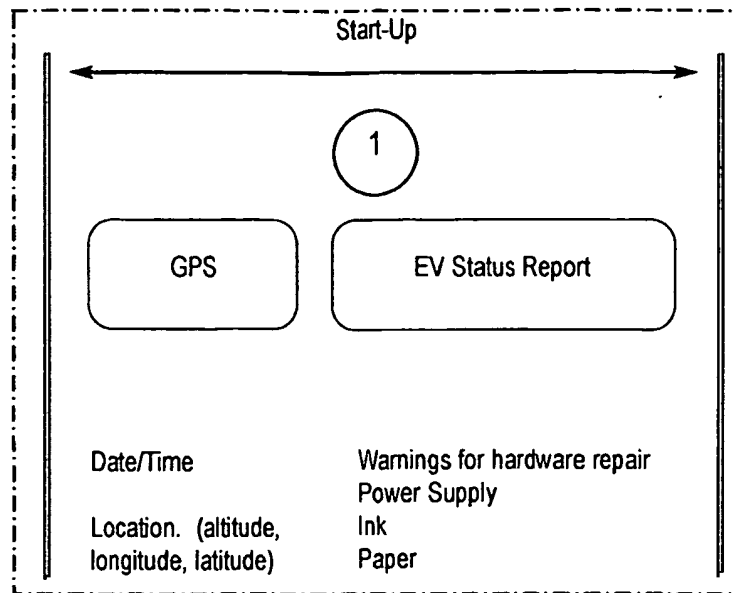 Start-Up
1
GPS
EV Status Report
Date/Time
Location. (altitude,
longitude, latitude)
Warnings for hardware repair
Power Supply
Ink
Paper